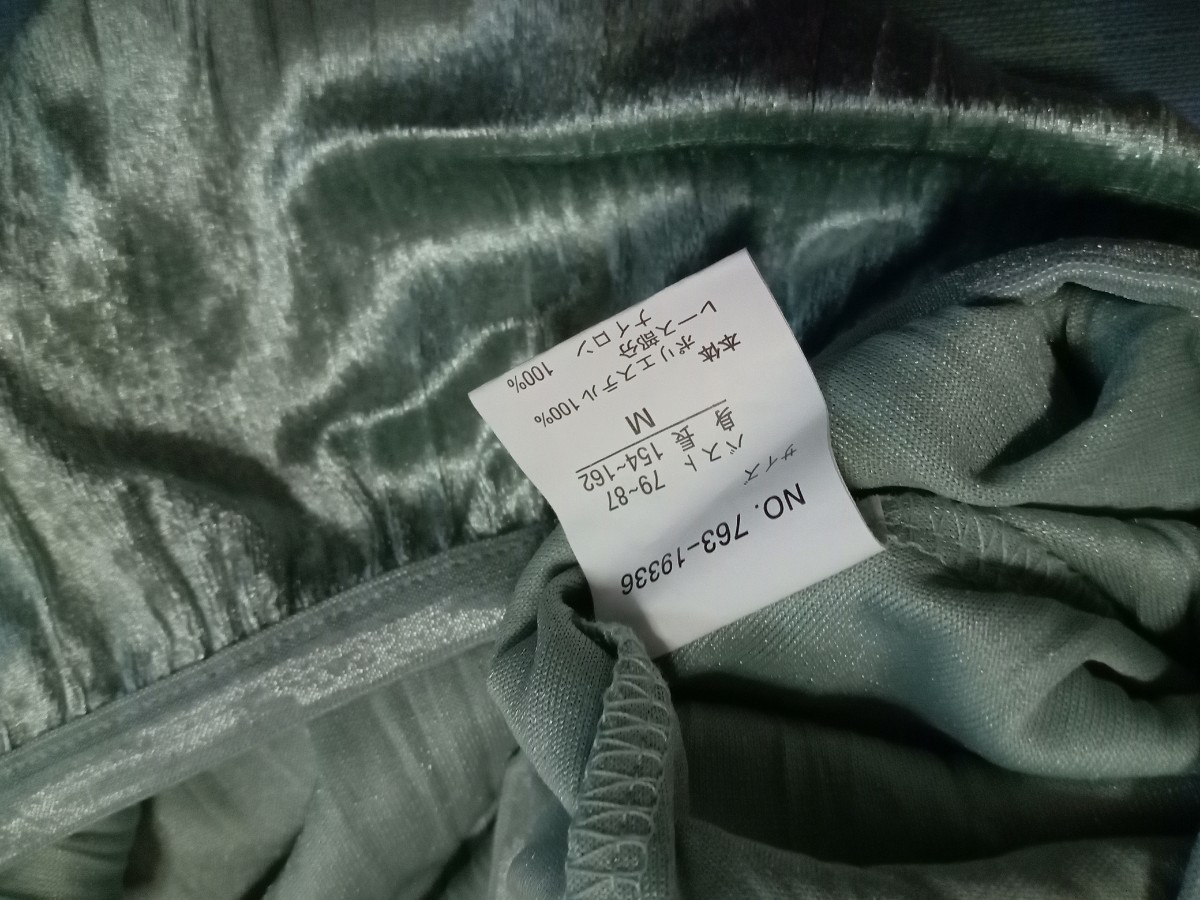 NO. 763-19336
サイズ
バスト 79~87
身長 154~162
M
本体
ポリエステル100%
レース部分
ナイロン 100%